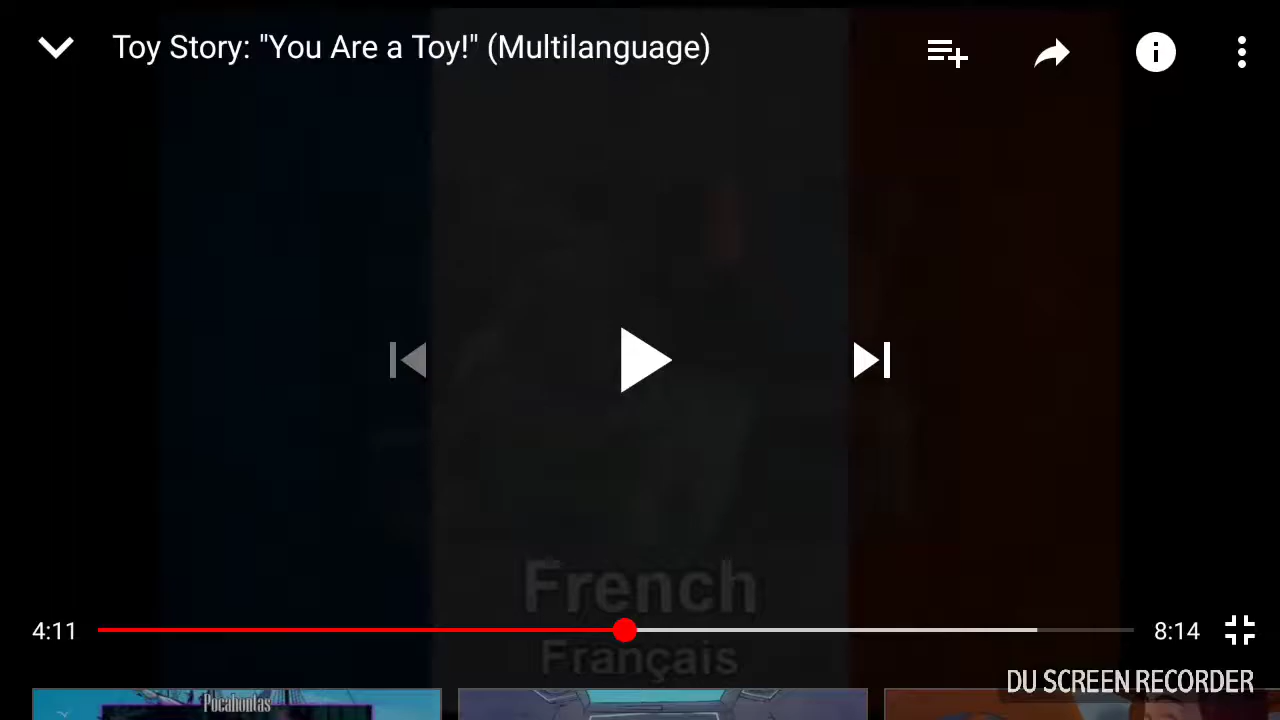 Toy Story: "You Are a Toy!" (Multilanguage)
French
4:11
8:14
Français
DU SCREEN RECORDER
Pocahontas